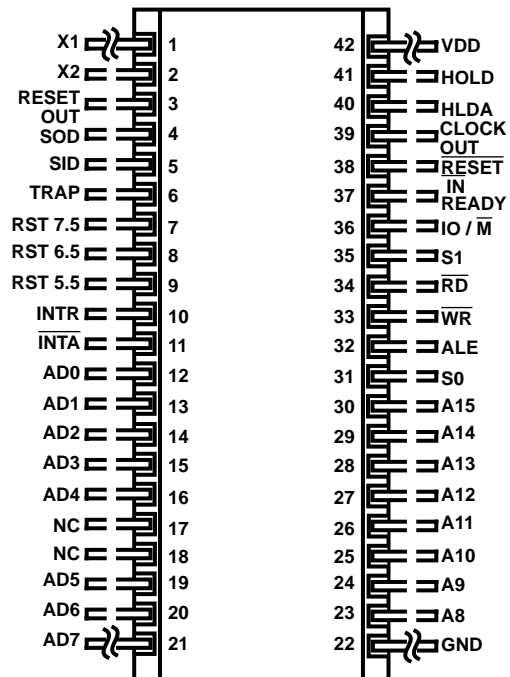 X1 1 42 VDD
X2 2 41 HOLD
RESET OUT 3 40 HLDA
SOD 4 39 CLOCK OUT
SID 5 38 RESET IN
TRAP 6 37 READY
RST 7.5 7 36 IO / M
RST 6.5 8 35 S1
RST 5.5 9 34 RD
INTR 10 33 WR
INTA 11 32 ALE
AD0 12 31 S0
AD1 13 30 A15
AD2 14 29 A14
AD3 15 28 A13
AD4 16 27 A12
NC 17 26 A11
NC 18 25 A10
AD5 19 24 A9
AD6 20 23 A8
AD7 21 22 GND